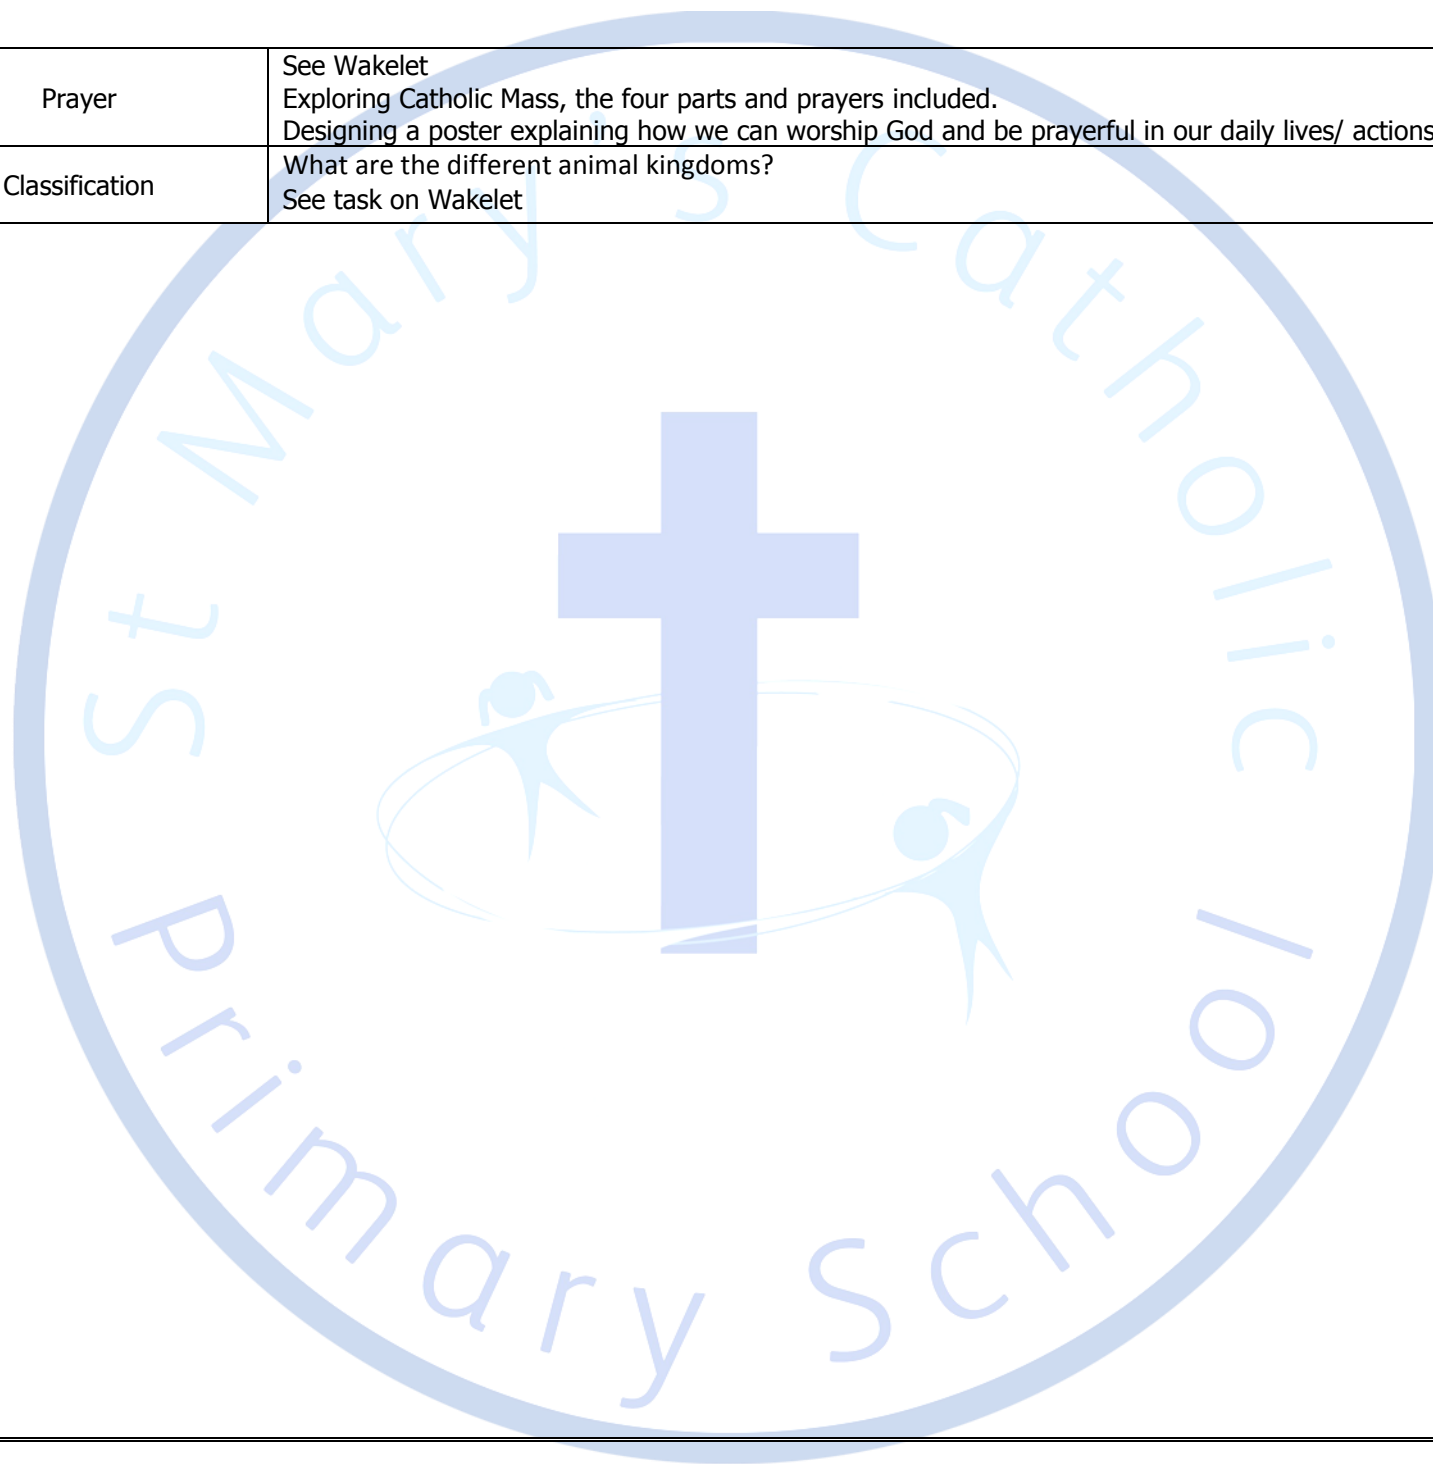 Prayer
See Wakelet
Exploring Catholic Mass, the four parts and prayers included.
Designing a poster explaining how we can worship God and be prayerful in our daily lives/ actions
Classification
What are the different animal kingdoms?
See task on Wakelet
St Mary's Catholic
Primary School